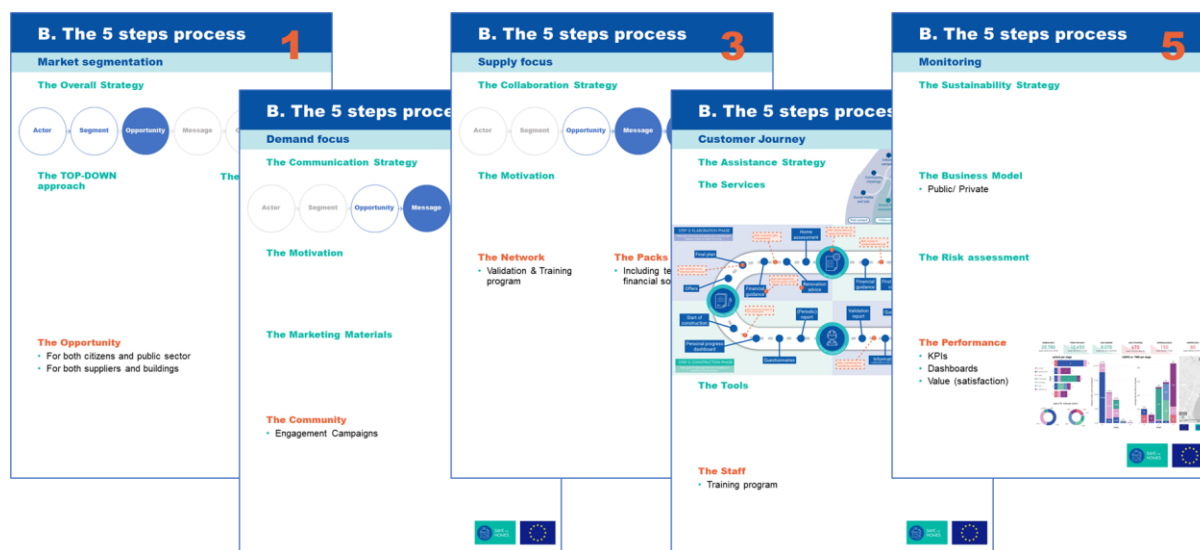 B. The 5 steps process
1
Market segmentation
The Overall Strategy
Actor
Segment
Opportunity
Message
The TOP-DOWN
approach
The
The Opportunity
• For both citizens and public sector
• For both suppliers and buildings
B. The 5 steps proce
Demand focus
The Communication Strategy
Actor
Segment
Opportunity
Message
The Motivation
The Marketing Materials
The Community
• Engagement Campaigns
B. The 5 steps process
3
Supply focus
The Collaboration Strategy
Actor
Segment
Opportunity
Message
The Motivation
The Network
• Validation & Training
program
The Packs
• Including te
financial so
B. The 5 steps proces
Customer Journey
The Assistance Strategy
The Services
Home
assessment
Final plan
Offers
Financial
guidance
Renovation
advice
Financial
guidance
Start of
construction
(Periodic)
report
Validation
report
Personal progress
dashboard
Questionnaires
The Tools
The Staff
• Training program
B. The 5 steps process
5
Monitoring
The Sustainability Strategy
The Business Model
• Public/ Private
The Risk assessment
The Performance
• KPIs
• Dashboards
• Value (satisfaction)